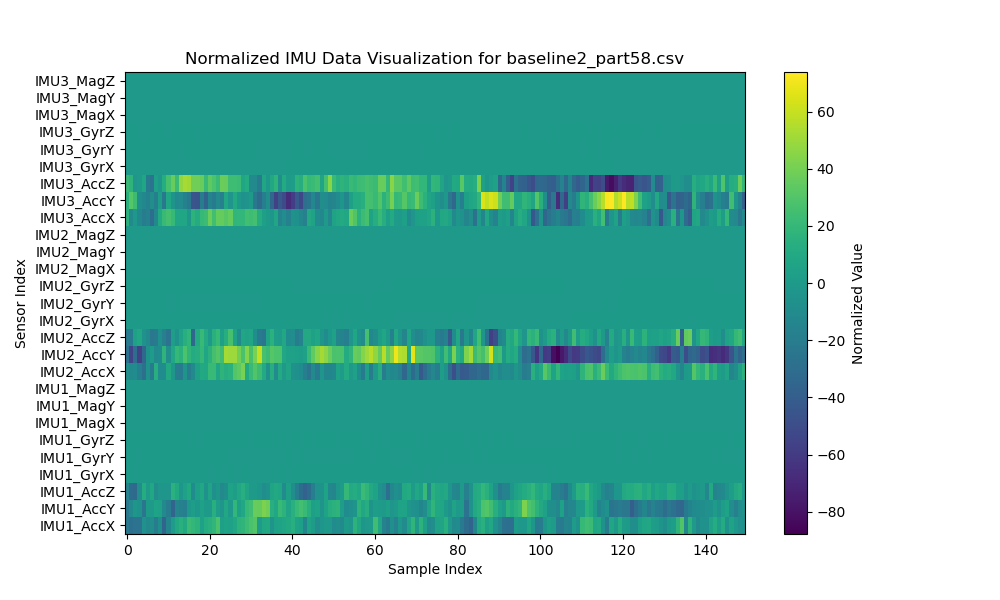 Normalized IMU Data Visualization for baseline2_part58.csv
IMU3_MagZ
IMU3_MagY
IMU3_MagX
IMU3_GyrZ
IMU3_GyrY
IMU3_GyrX
IMU3_AccZ
IMU3_AccY
IMU3_AccX
IMU2_MagZ
IMU2_MagY
IMU2_MagX
IMU2_GyrZ
IMU2_GyrY
IMU2_GyrX
IMU2_AccZ
IMU2_AccY
IMU2_AccX
IMU1_MagZ
IMU1_MagY
IMU1_MagX
IMU1_GyrZ
IMU1_GyrY
IMU1_GyrX
IMU1_AccZ
IMU1_AccY
IMU1_AccX
Sensor Index
0 20 40 60 80 100 120 140
Sample Index
60
40
20
0
−20
−40
−60
−80
Normalized Value